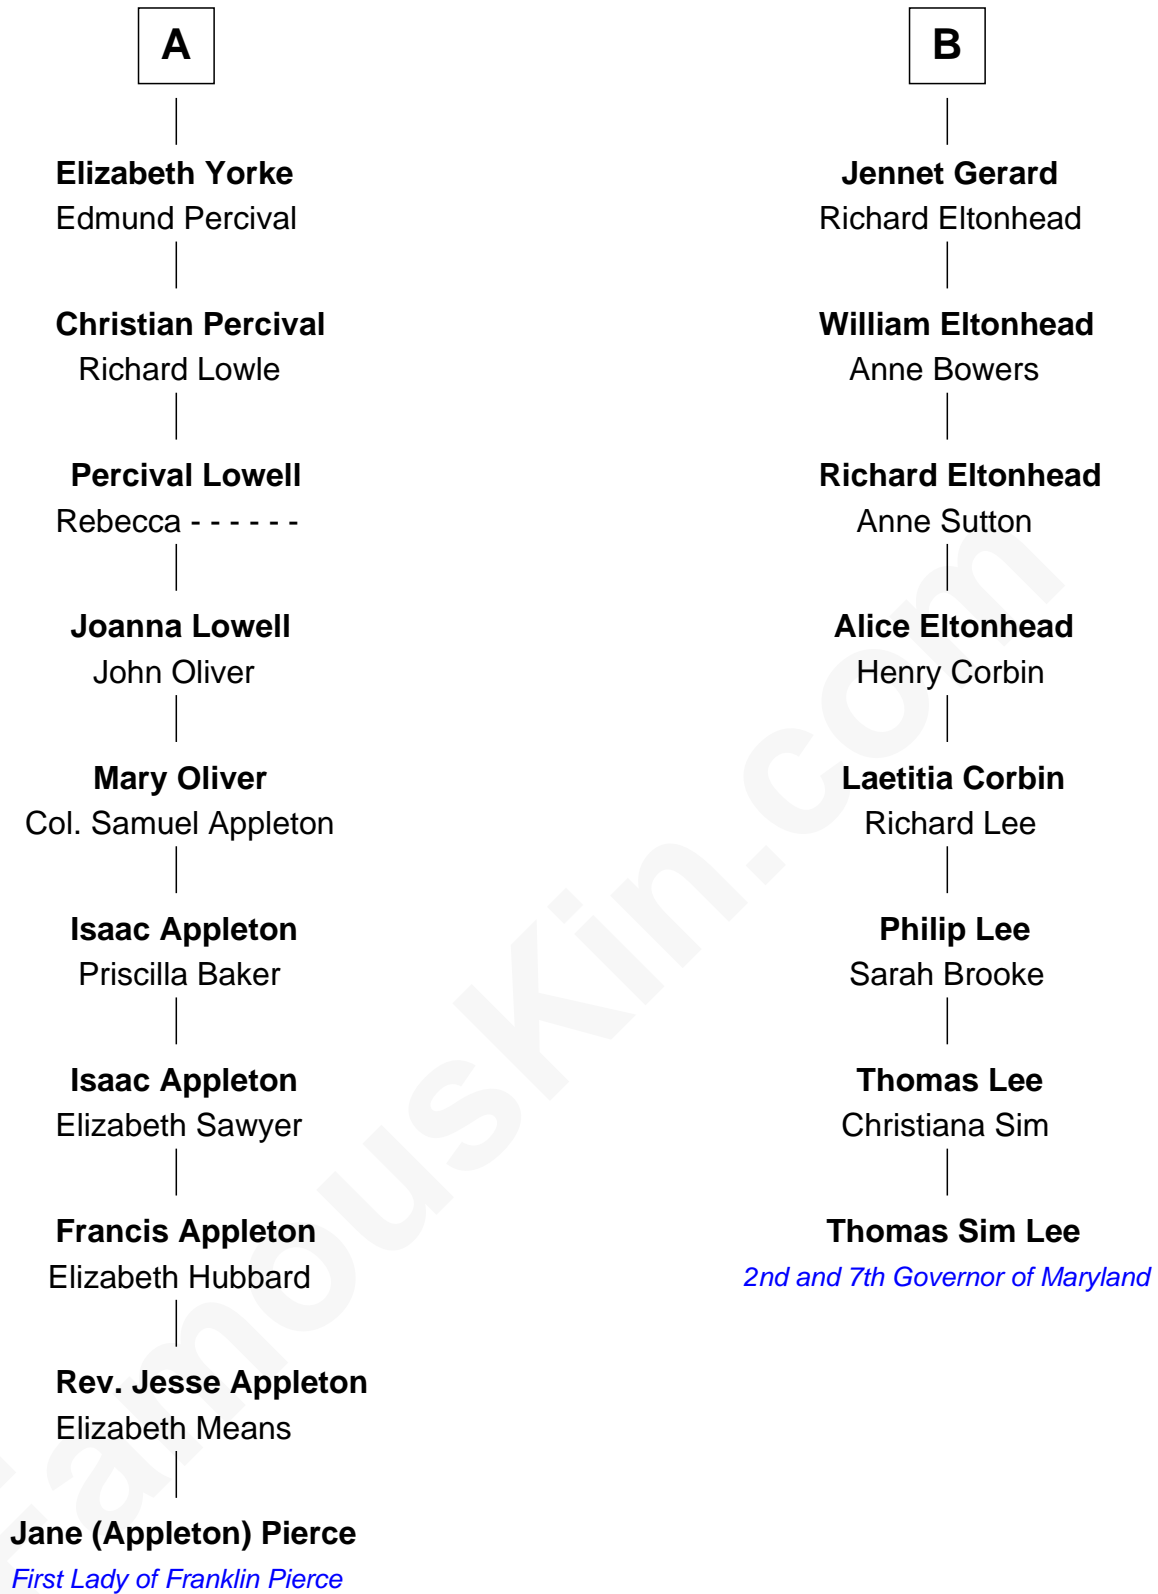 A
Elizabeth Yorke
Edmund Percival
Christian Percival
Richard Lowle
Percival Lowell
Rebecca - - - - - -
Joanna Lowell
John Oliver
Mary Oliver
Col. Samuel Appleton
Isaac Appleton
Priscilla Baker
Isaac Appleton
Elizabeth Sawyer
Francis Appleton
Elizabeth Hubbard
Rev. Jesse Appleton
Elizabeth Means
Jane (Appleton) Pierce
First Lady of Franklin Pierce
B
Jennet Gerard
Richard Eltonhead
William Eltonhead
Anne Bowers
Richard Eltonhead
Anne Sutton
Alice Eltonhead
Henry Corbin
Laetitia Corbin
Richard Lee
Philip Lee
Sarah Brooke
Thomas Lee
Christiana Sim
Thomas Sim Lee
2nd and 7th Governor of Maryland
FamousKin.com